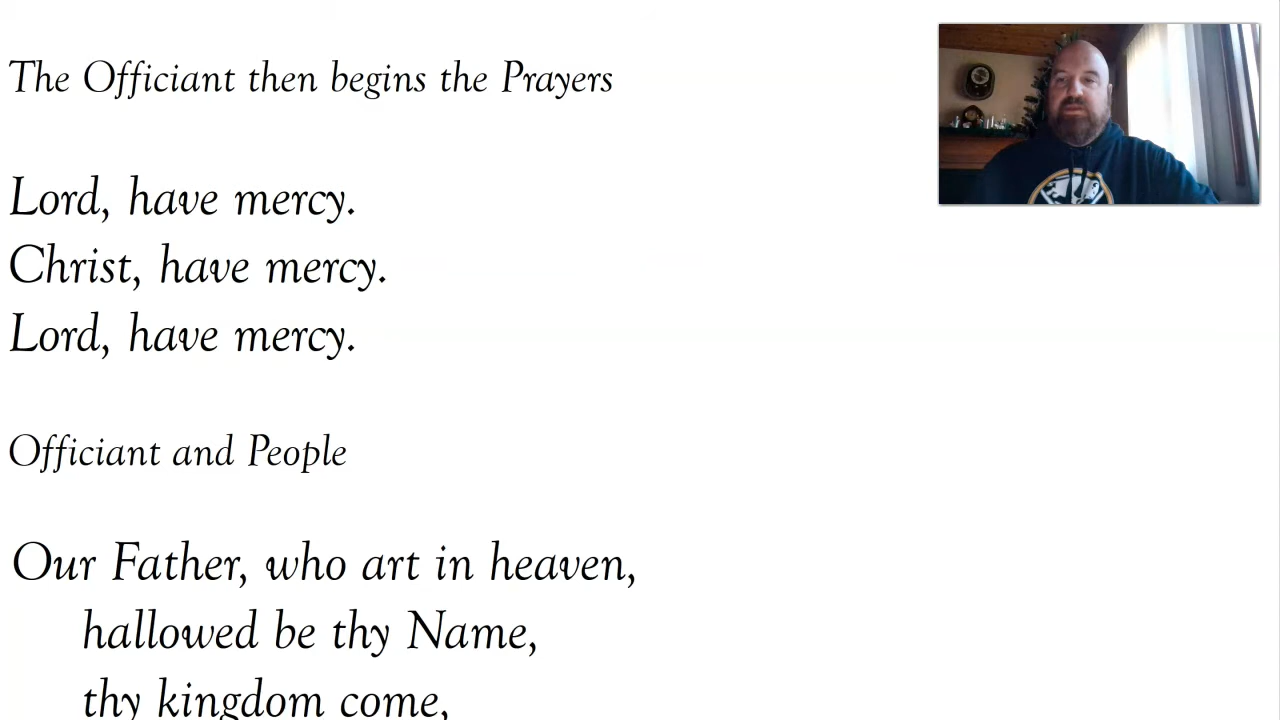 The Officiant then begins the Prayers
Lord, have mercy.
Christ, have mercy.
Lord, have mercy.
Officiant and People
Our Father, who art in heaven,
hallowed be thy Name,
thy kingdom come,